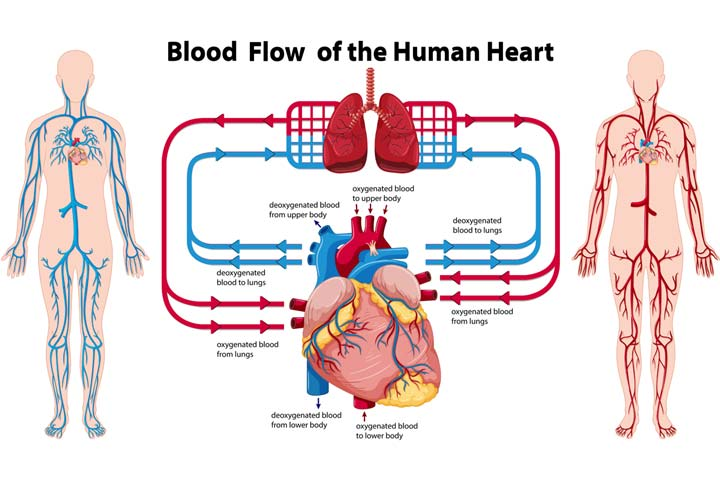 Blood Flow of the Human Heart
oxygenated blood
to upper body
deoxygenated blood
from upper body
deoxygenated
blood to lungs
deoxygenated
blood to lungs
oxygenated blood
from lungs
oxygenated blood
from lungs
deoxygenated blood
from lower body
oxygenated blood
to lower body